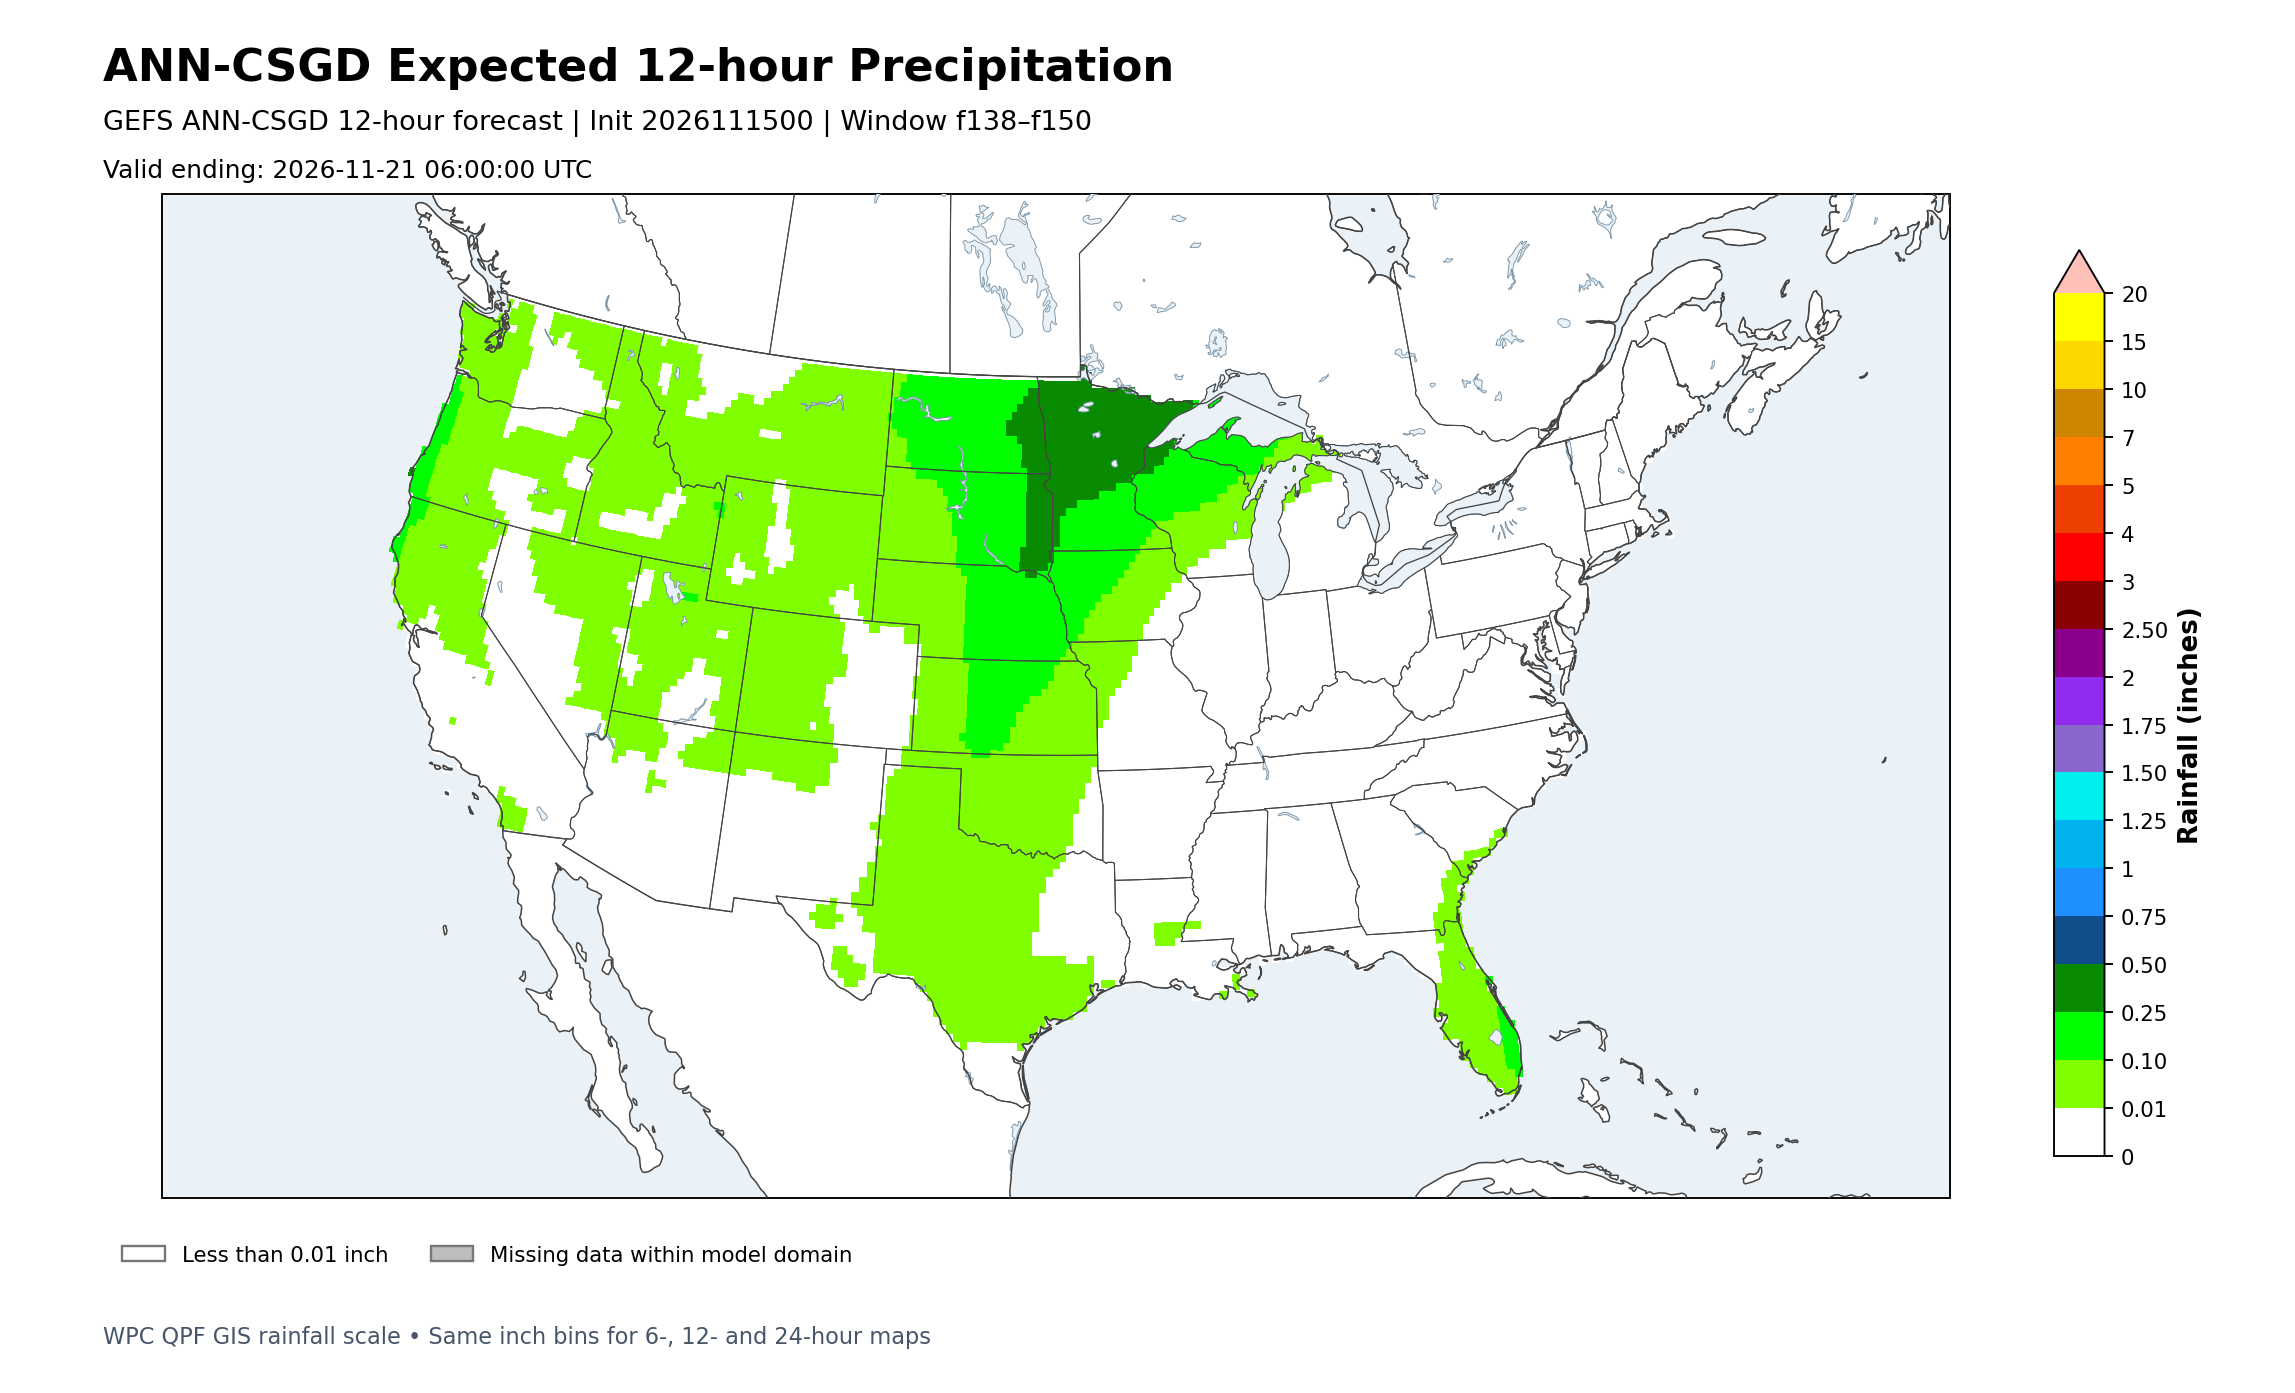 ANN-CSGD Expected 12-hour Precipitation
GEFS ANN-CSGD 12-hour forecast | Init 2026111500 | Window f138–f150
Valid ending: 2026-11-21 06:00:00 UTC
20
15
10
7
5
4
3
2.50
2
1.75
1.50
1.25
1
0.75
0.50
0.25
0.10
0.01
0
Rainfall (inches)
Less than 0.01 inch
Missing data within model domain
WPC QPF GIS rainfall scale • Same inch bins for 6-, 12- and 24-hour maps